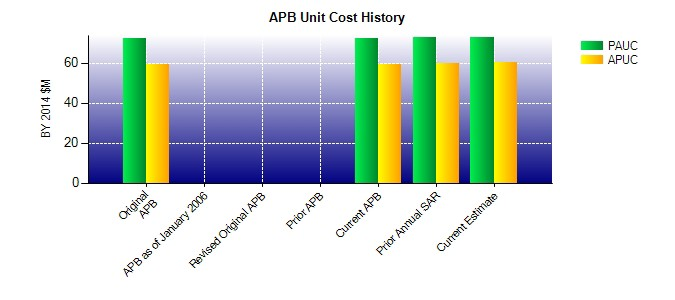 APB Unit Cost History
BY 2014 $M
60
40
20
0
Original
APB
APB as of January 2006
Revised Original APB
Prior APB
Current APB
Prior Annual SAR
Current Estimate
PAUC
APUC